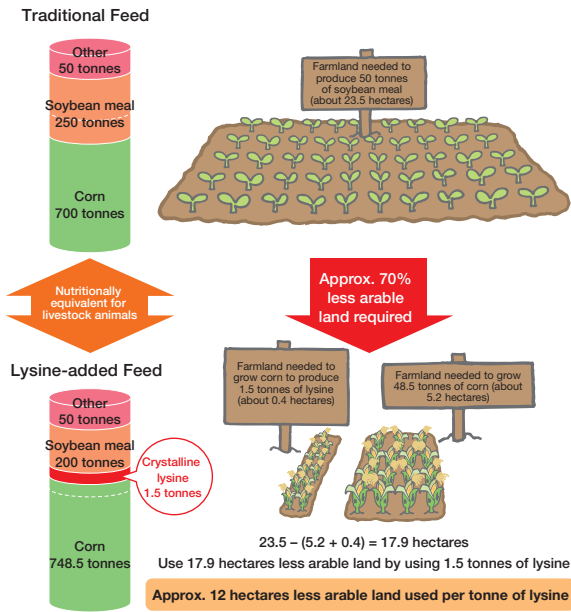 Traditional Feed
Other
50 tonnes
Soybean meal
250 tonnes
Corn
700 tonnes
Farmland needed to
produce 50 tonnes
of soybean meal
(about 23.5 hectares)
Nutritionally
equivalent for
livestock animals
Approx. 70%
less arable
land required
Lysine-added Feed
Other
50 tonnes
Soybean meal
200 tonnes
Crystalline
lysine
1.5 tonnes
Corn
748.5 tonnes
Farmland needed to
grow corn to produce
1.5 tonnes of lysine
(about 0.4 hectares)
Farmland needed to grow
48.5 tonnes of corn (about
5.2 hectares)
23.5 – (5.2 + 0.4) = 17.9 hectares
Use 17.9 hectares less arable land by using 1.5 tonnes of lysine
Approx. 12 hectares less arable land used per tonne of lysine